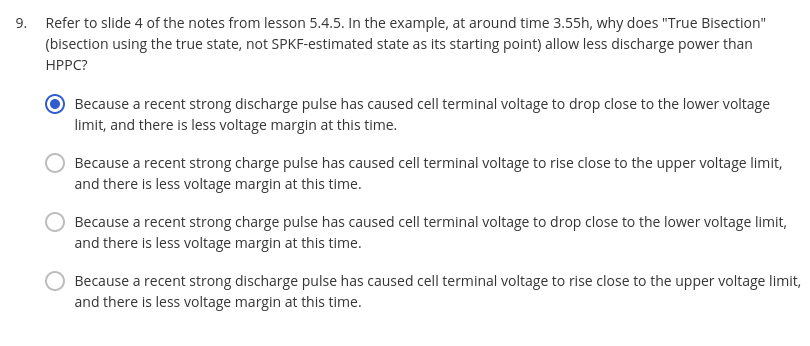 9. Refer to slide 4 of the notes from lesson 5.4.5. In the example, at around time 3.55h, why does "True Bisection"
(bisection using the true state, not SPKF-estimated state as its starting point) allow less discharge power than
HPPC?
Because a recent strong discharge pulse has caused cell terminal voltage to drop close to the lower voltage
limit, and there is less voltage margin at this time.
Because a recent strong charge pulse has caused cell terminal voltage to rise close to the upper voltage limit,
and there is less voltage margin at this time.
Because a recent strong charge pulse has caused cell terminal voltage to drop close to the lower voltage limit,
and there is less voltage margin at this time.
Because a recent strong discharge pulse has caused cell terminal voltage to rise close to the upper voltage limit,
and there is less voltage margin at this time.